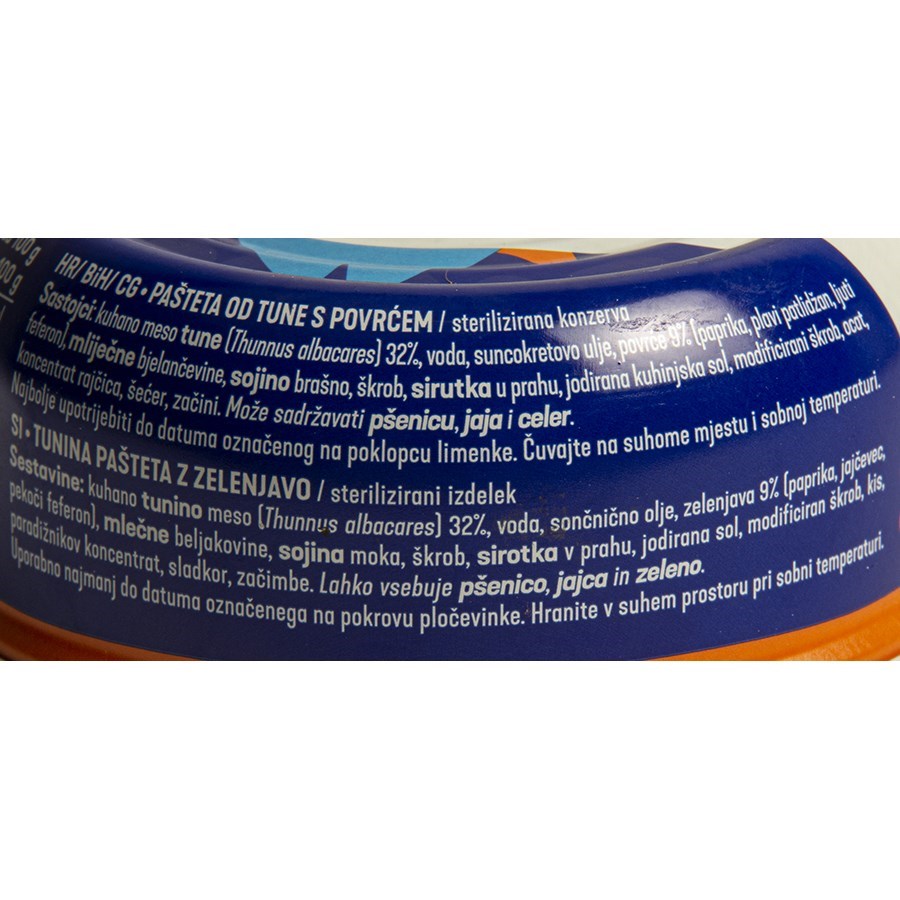 100 g
100 g
HR/ BiH/ CG • PAŠTETA OD TUNE S POVRĆEM / sterilizirana konzerva
Sastojci: kuhano meso tune (Thunnus albacares) 32%, voda, suncokretovo ulje, povrće 9% (paprika, plavi patlidžan, ljuti
feferon), mliječne bjelančevine, sojino brašno, škrob, sirutka u prahu, jodirana kuhinjska sol, modificirani škrob, ocat,
koncentrat rajčica, šećer, začini. Može sadržavati pšenicu, jaja i celer.
Najbolje upotrijebiti do datuma označenog na poklopcu limenke. Čuvajte na suhome mjestu i sobnoj temperaturi.
SI • TUNINA PAŠTETA Z ZELENJAVO / sterilizirani izdelek
Sestavine: kuhano tunino meso (Thunnus albacares) 32%, voda, sončnično olje, zelenjava 9% (paprika, jajčevec,
pekoči feferon), mlečne beljakovine, sojina moka, škrob, sirotka v prahu, jodirana sol, modificiran škrob, kis,
paradižnikov koncentrat, sladkor, začimbe. Lahko vsebuje pšenico, jajca in zeleno.
Uporabno najmanj do datuma označenega na pokrovu pločevinke. Hranite v suhem prostoru pri sobni temperaturi.